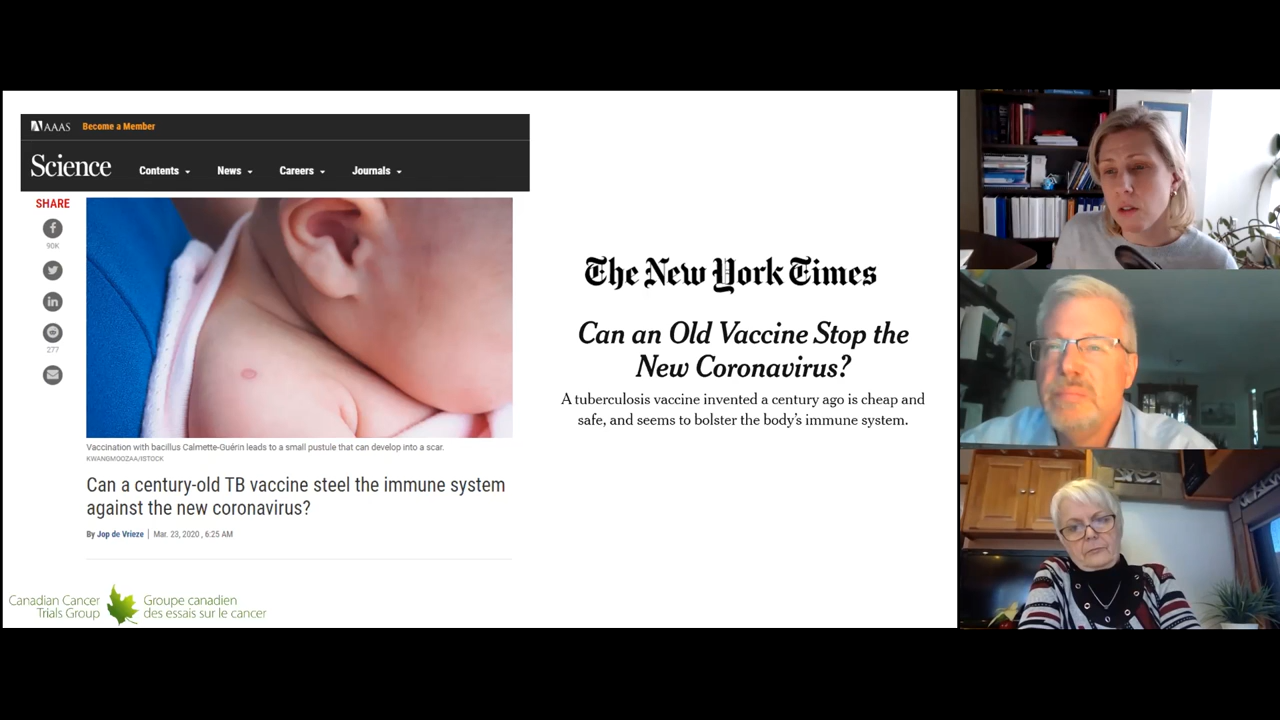 AAAS Become a Member
Science Contents News Careers Journals
SHARE
90K
277
Vaccination with bacillus Calmette-Guérin leads to a small pustule that can develop into a scar.
KWANGMOOZAA/ISTOCK
Can a century-old TB vaccine steel the immune system
against the new coronavirus?
By Jop de Vrieze | Mar. 23, 2020 , 6:25 AM
The New York Times
Can an Old Vaccine Stop the
New Coronavirus?
A tuberculosis vaccine invented a century ago is cheap and
safe, and seems to bolster the body's immune system.
Canadian Cancer
Trials Group
Groupe canadien
des essais sur le cancer